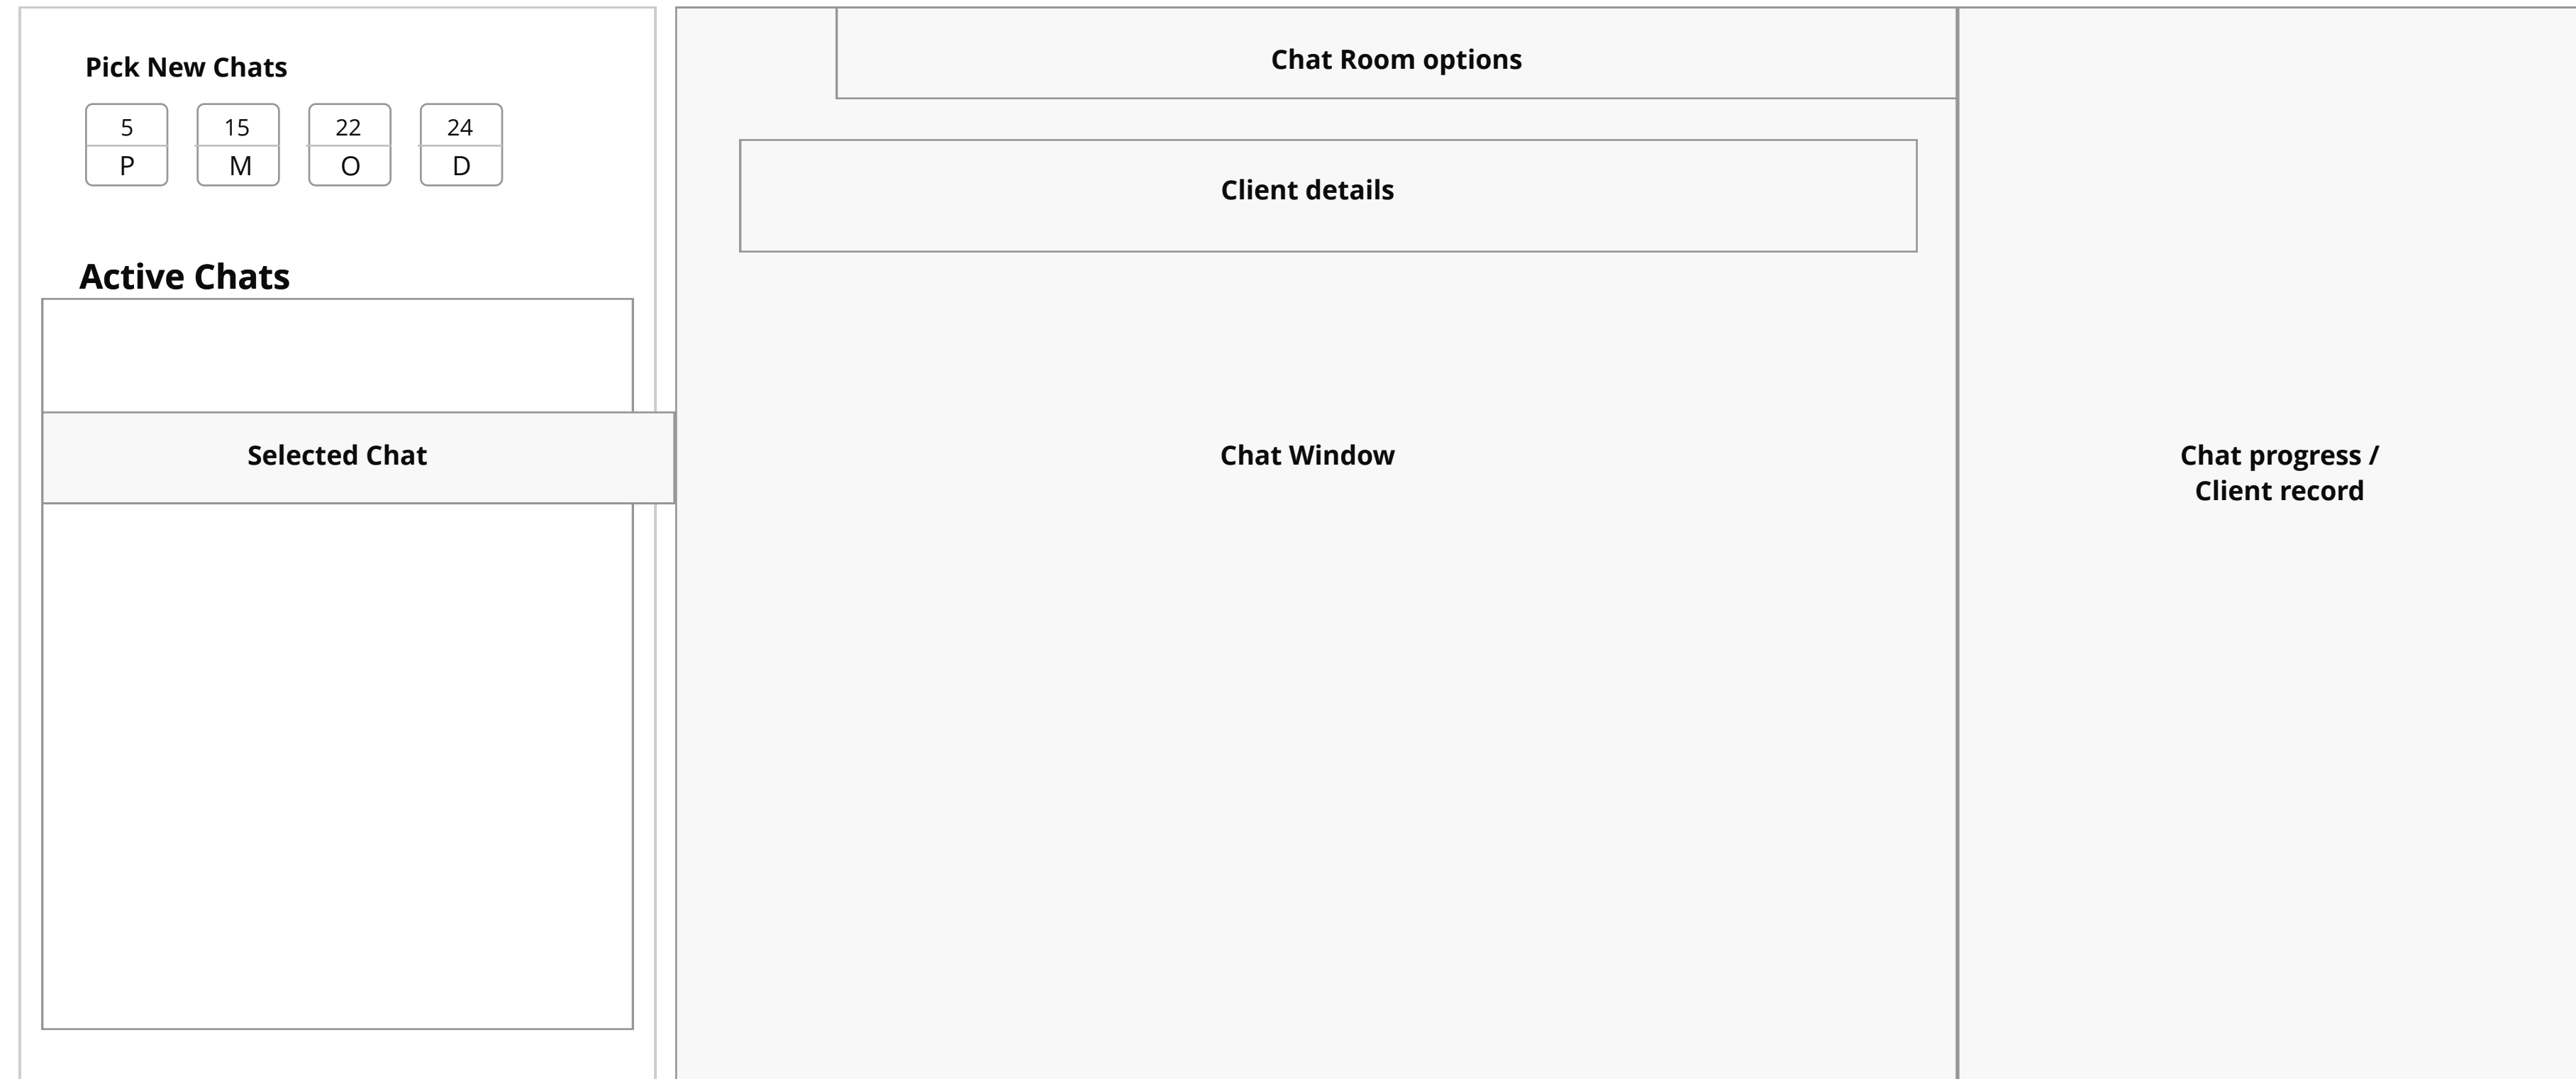 Pick New Chats
5 15 22 24
P M O D
Active Chats
Selected Chat
Chat Room options
Client details
Chat Window
Chat progress /
Client record